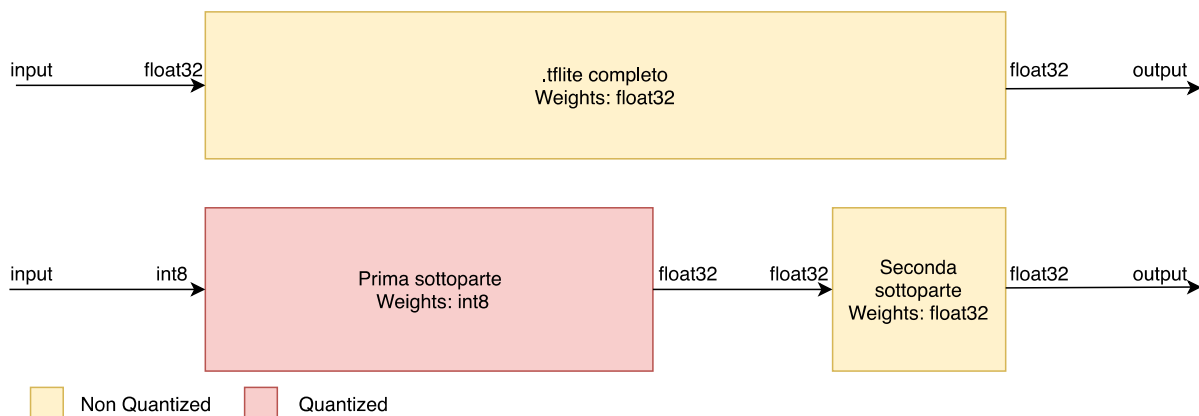 input
float32
.tflite completo
Weights: float32
float32
output
input
int8
Prima sottoparte
Weights: int8
float32
float32
Seconda
sottoparte
Weights: float32
float32
output
Non Quantized
Quantized